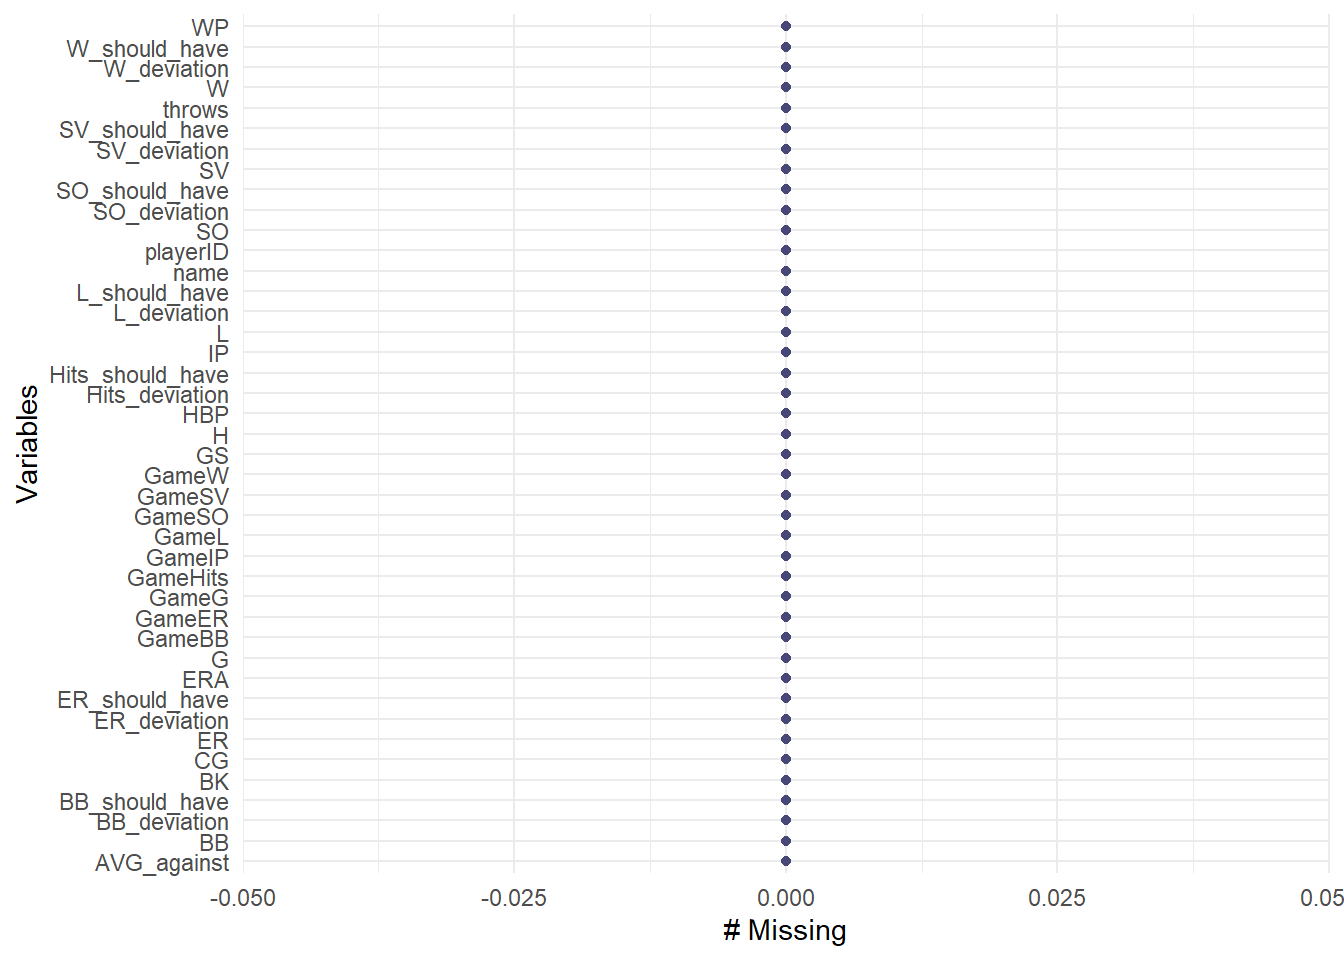 WP
W_should_have
W_deviation
W
throws
SV_should_have
SV_deviation
SV
SO_should_have
SO_deviation
SO
playerID
name
L_should_have
L_deviation
L
IP
Hits_should_have
Hits_deviation
HBP
H
GS
GameW
GameSV
GameSO
GameL
GameIP
GameHits
GameG
GameER
GameBB
G
ERA
ER_should_have
ER_deviation
ER
CG
BK
BB_should_have
BB_deviation
BB
AVG_against
Variables
-0.050 -0.025 0.000 0.025 0.05
# Missing